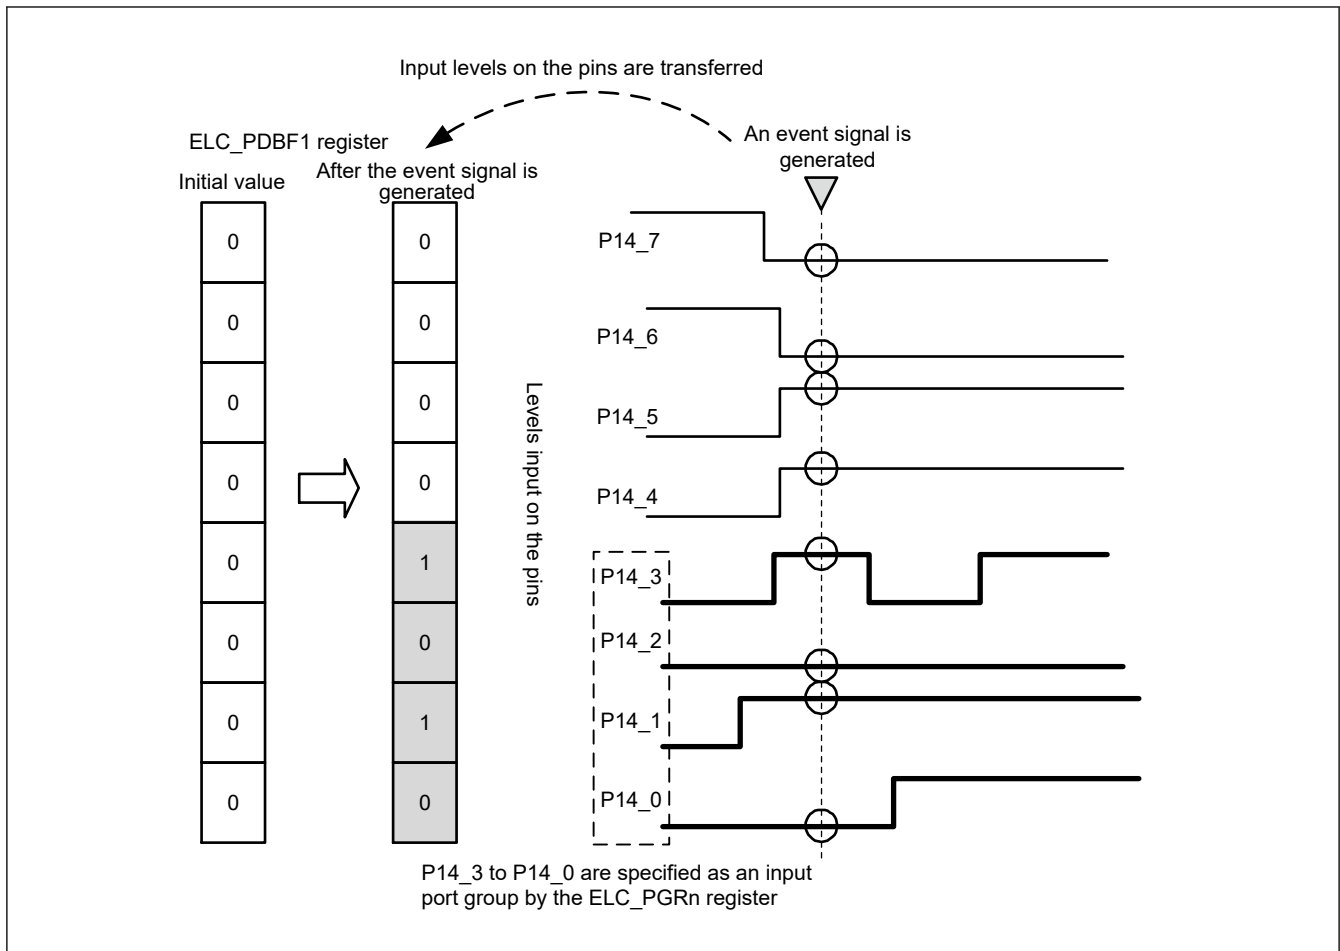 Input levels on the pins are transferred
ELC_PDBF1 register
An event signal is
generated
Initial value
After the event signal is
generated
0
0
0
0
0
0
0
0
0
0
0
0
1
0
1
0
Levels input on the pins
P14_7
P14_6
P14_5
P14_4
P14_3
P14_2
P14_1
P14_0
P14_3 to P14_0 are specified as an input
port group by the ELC_PGRn register